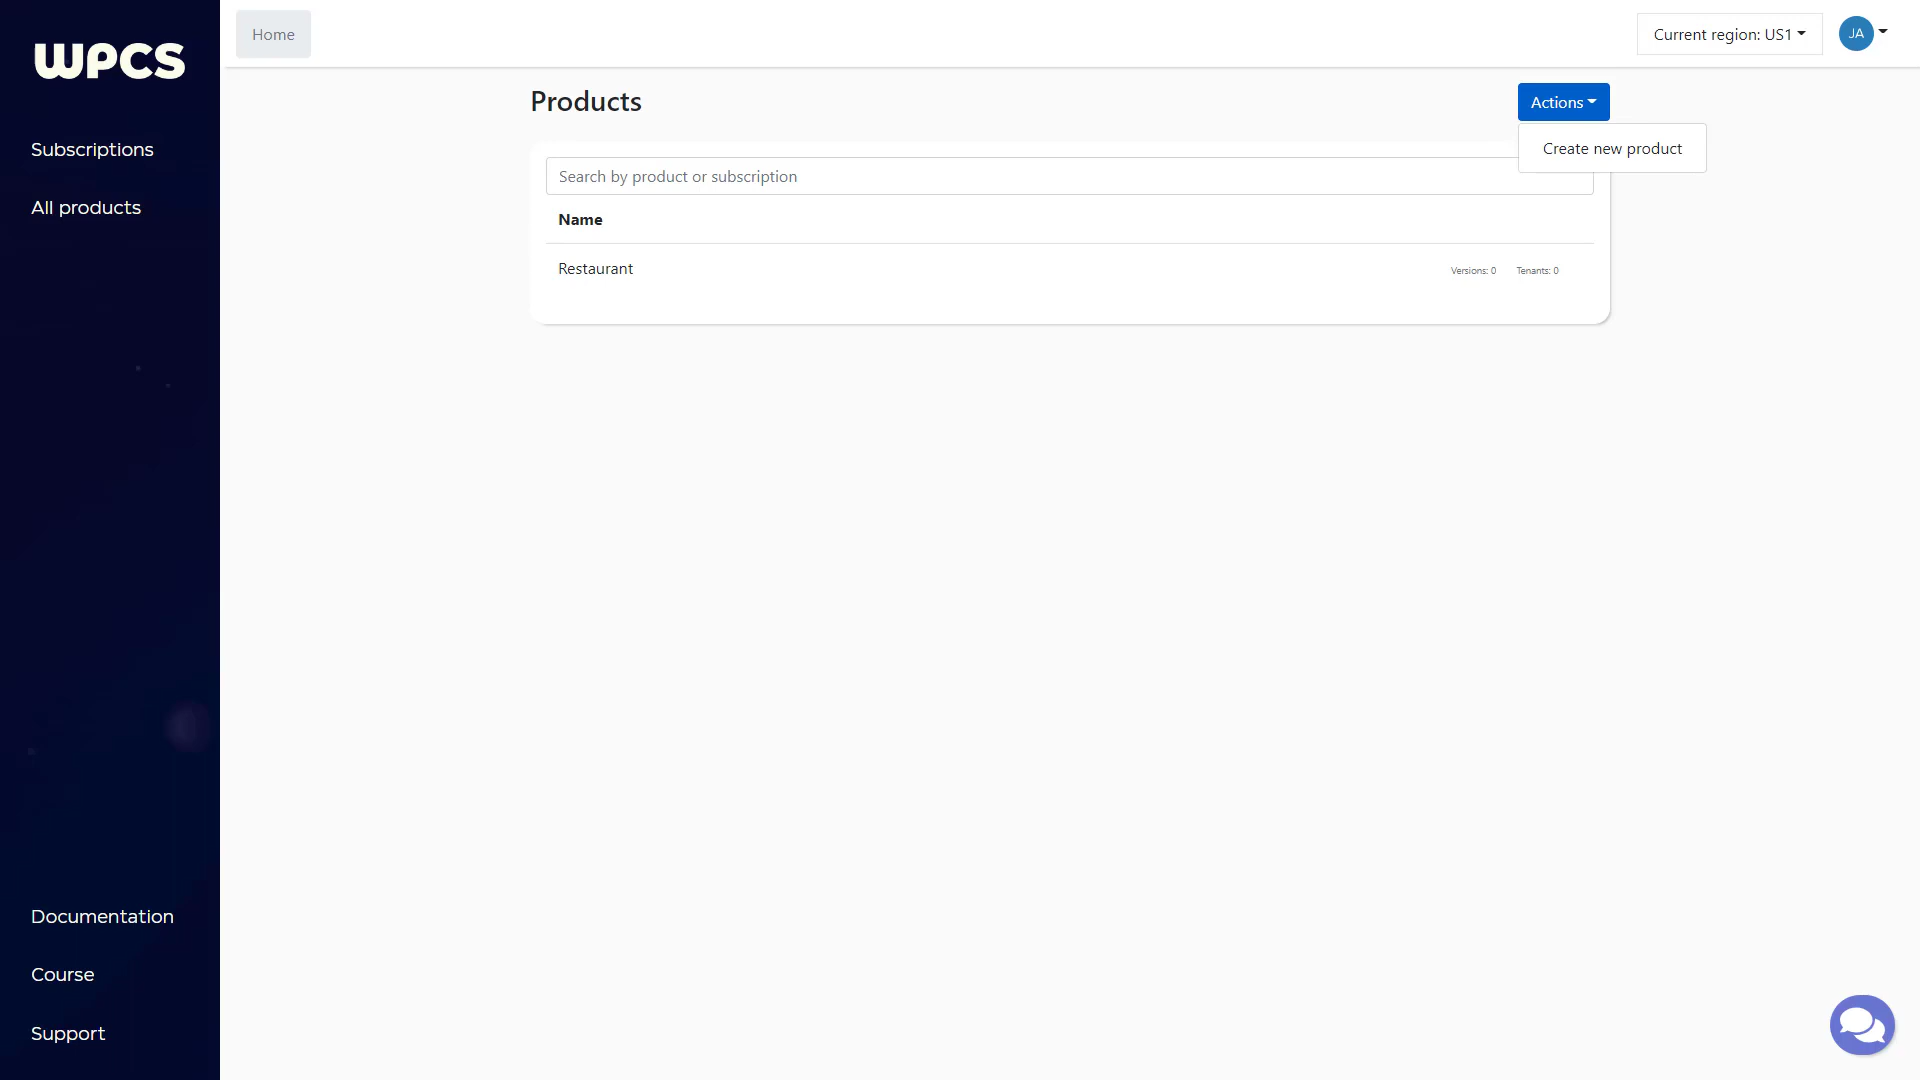 WPCS
Home
Current region: US1
JA
Subscriptions
All products
Products
Actions
Create new product
Search by product or subscription
Name
Restaurant
Versions: 0
Tenants: 0
Documentation
Course
Support